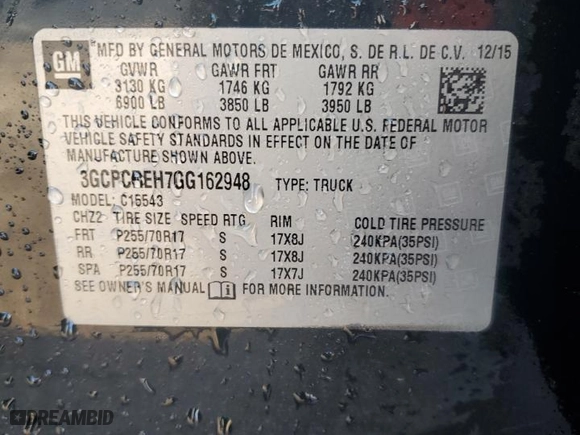 GM
MFD BY GENERAL MOTORS DE MEXICO, S. DE R.L. DE C.V. 12/15
GVWR GAWR FRT GAWR RR
3130 KG 1746 KG 1792 KG
6900 LB 3850 LB 3950 LB
THIS VEHICLE CONFORMS TO ALL APPLICABLE U.S. FEDERAL MOTOR
VEHICLE SAFETY STANDARDS IN EFFECT ON THE DATE OF
MANUFACTURE SHOWN ABOVE.
3GCPCREH7GG162948 TYPE: TRUCK
MODEL: C15543
CHZ2 TIRE SIZE SPEED RTG RIM COLD TIRE PRESSURE
FRT P255/70R17 S 17X8J 240KPA(35PSI)
RR P255/70R17 S 17X8J 240KPA(35PSI)
SPA P255/70R17 S 17X7J 240KPA(35PSI)
SEE OWNER'S MANUAL FOR MORE INFORMATION.
DREAMBID